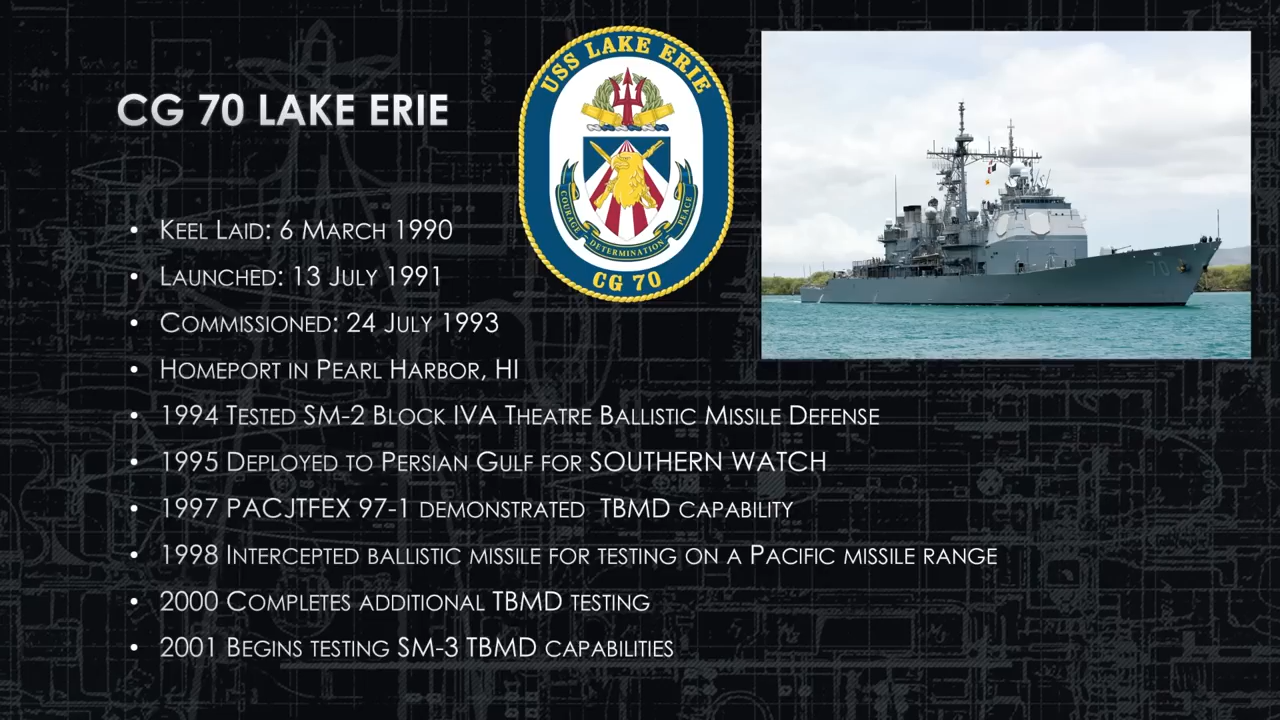 CG 70 LAKE ERIE
USS LAKE ERIE
COURAGE
DETERMINATION
PEACE
CG 70
70
• KEEL LAID: 6 MARCH 1990
• LAUNCHED: 13 JULY 1991
• COMMISSIONED: 24 JULY 1993
• HOMEPORT IN PEARL HARBOR, HI
• 1994 TESTED SM-2 BLOCK IVA THEATRE BALLISTIC MISSILE DEFENSE
• 1995 DEPLOYED TO PERSIAN GULF FOR SOUTHERN WATCH
• 1997 PACJTFEX 97-1 DEMONSTRATED TBMD CAPABILITY
• 1998 INTERCEPTED BALLISTIC MISSILE FOR TESTING ON A PACIFIC MISSILE RANGE
• 2000 COMPLETES ADDITIONAL TBMD TESTING
• 2001 BEGINS TESTING SM-3 TBMD CAPABILITIES